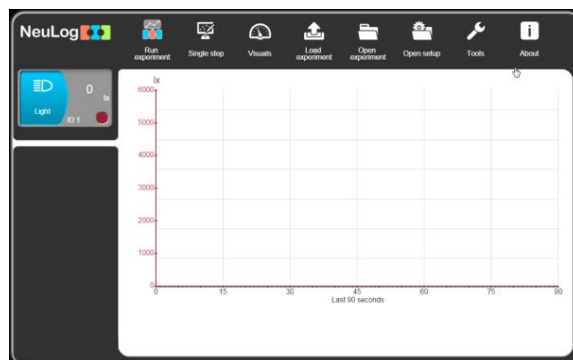 NeuLog
Run experiment
Single step
Visuals
Load experiment
Open experiment
Open setup
Tools
About
0
lx
Light
ID 1
lx
6000
5000
4000
3000
2000
1000
0
0 15 30 45 60 75 90
Last 90 seconds